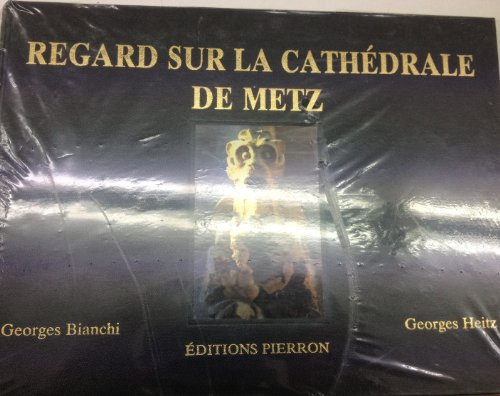 REGARD SUR LA CATHÉDRALE
DE METZ
Georges Bianchi
Georges Heitz
ÉDITIONS PIERRON